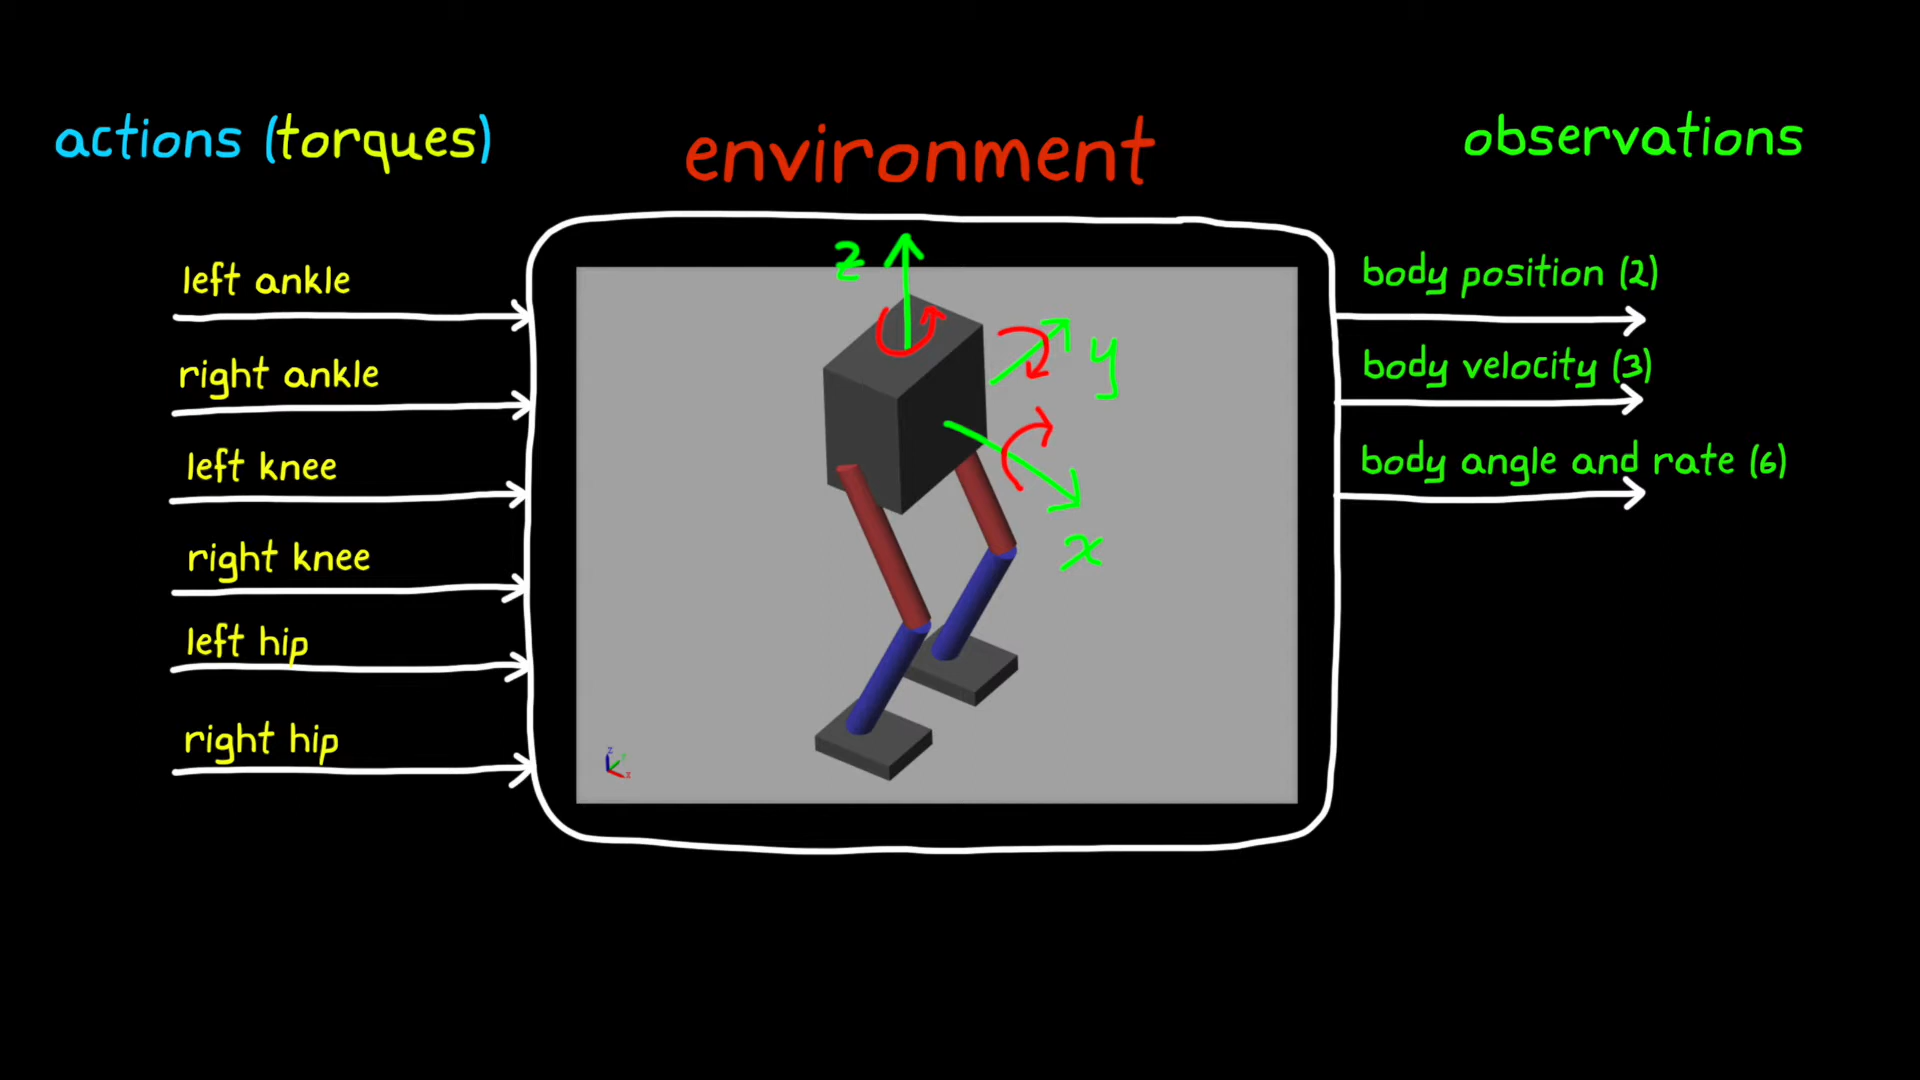 actions (torques)
environment
observations
left ankle
right ankle
left knee
right knee
left hip
right hip
z
y
x
z
x
body position (2)
body velocity (3)
body angle and rate (6)